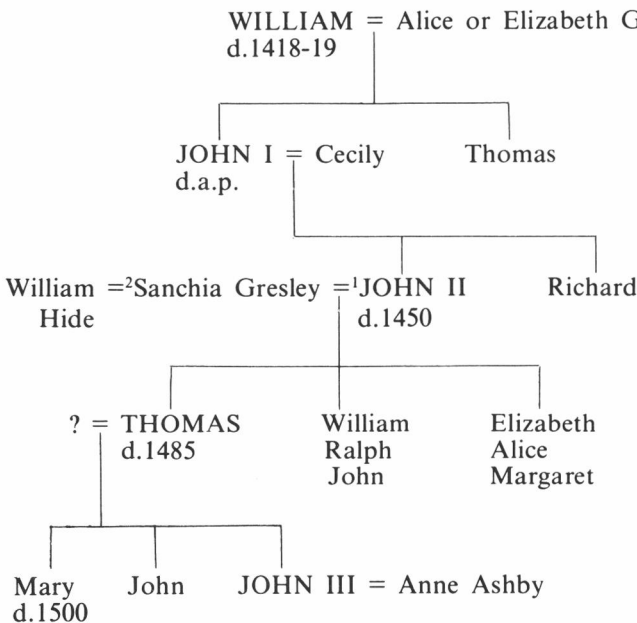 WILLIAM = Alice or Elizabeth G
d.1418-19
JOHN I = Cecily Thomas
d.a.p.
William =²Sanchia Gresley =¹JOHN II Richard
Hide d.1450
? = THOMAS William Elizabeth
d.1485 Ralph Alice
John Margaret
Mary John JOHN III = Anne Ashby
d.1500